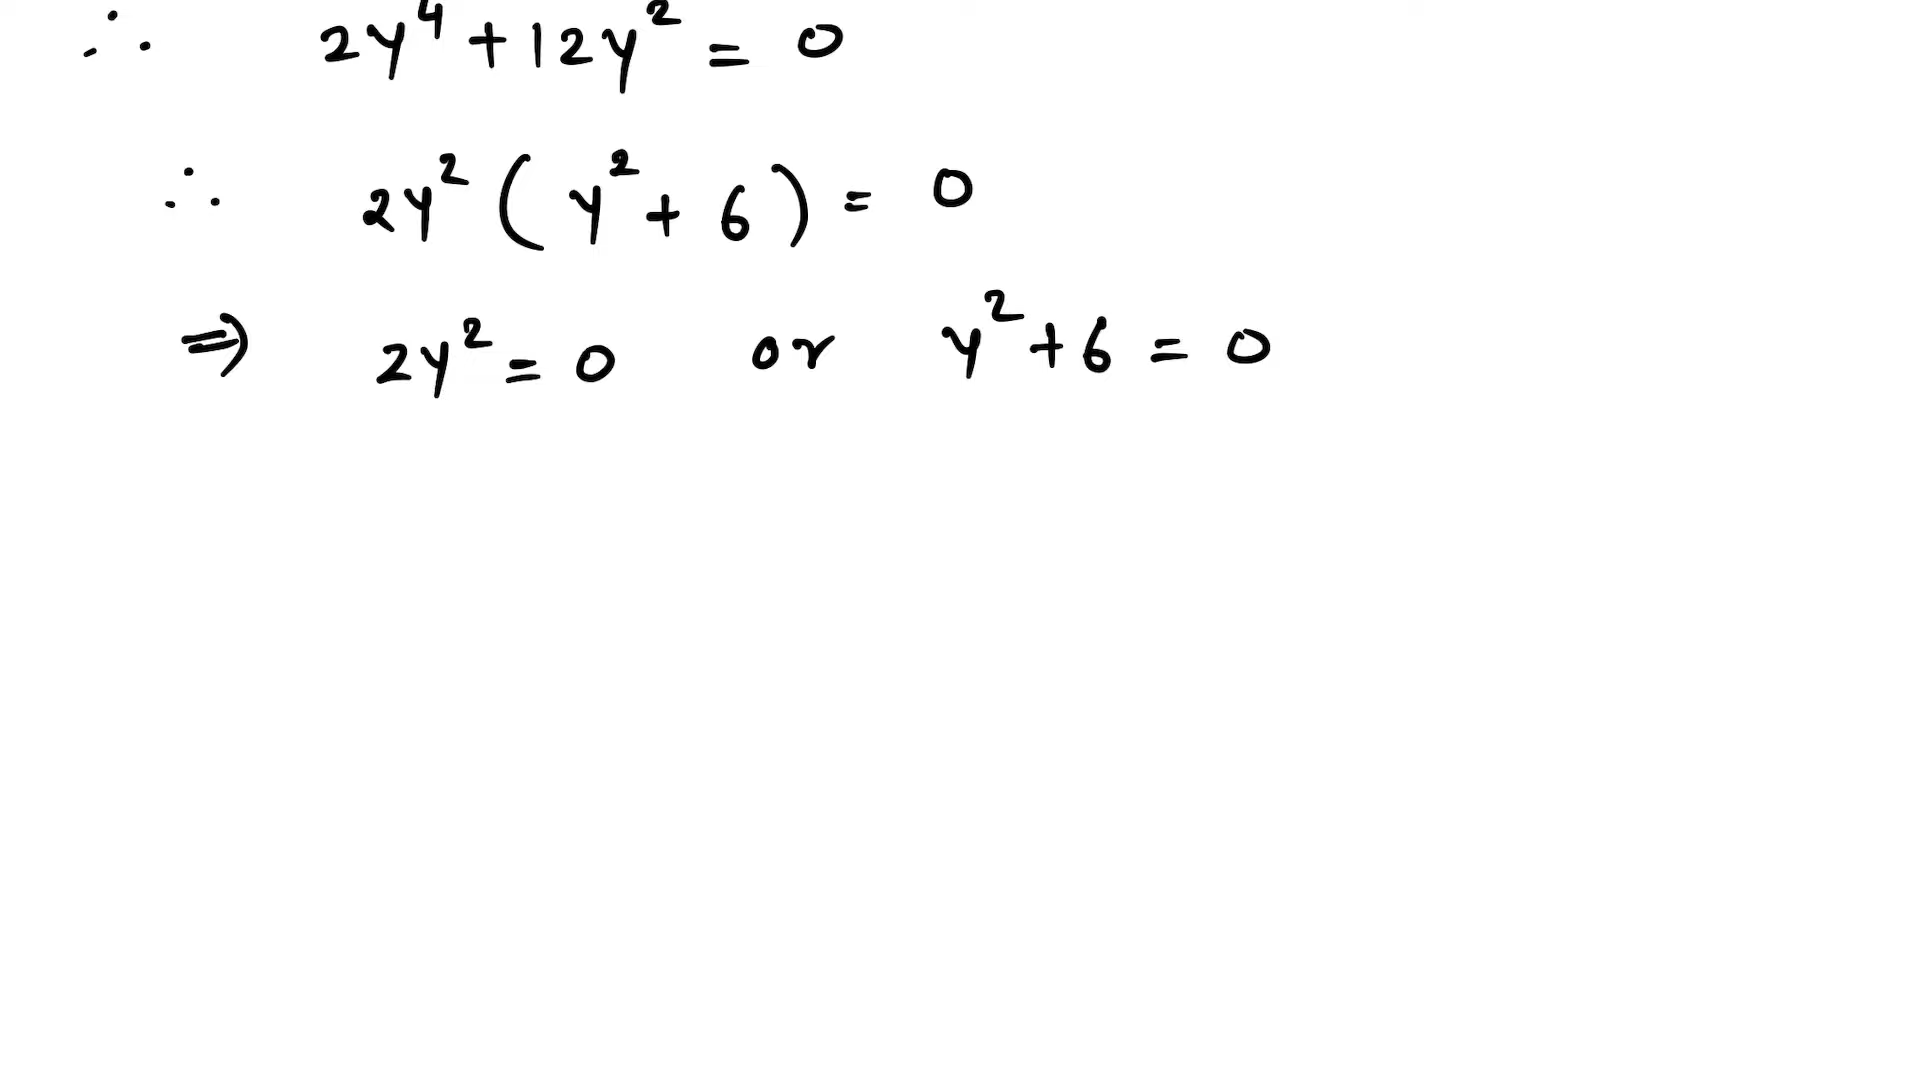 ∴ 2y⁴ + 12y² = 0
∴ 2y² ( y² + 6 ) = 0
⇒ 2y² = 0 or y² + 6 = 0